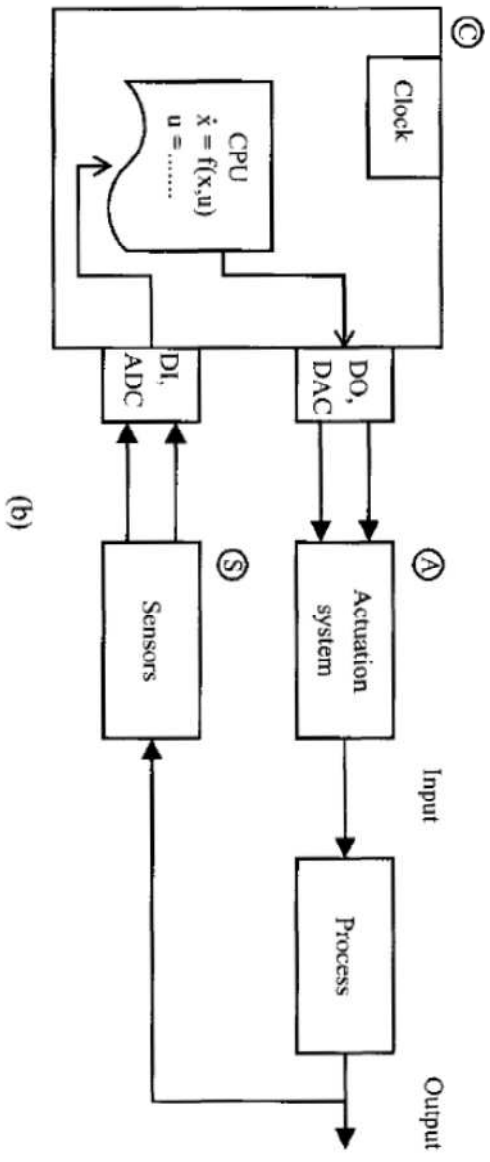 Ⓒ
Clock
CPU
ẋ = f(x,u)
u = ........
DO,
DAC
DI,
ADC
Ⓐ
Actuation
system
Input
Process
Output
Ⓢ
Sensors
(b)